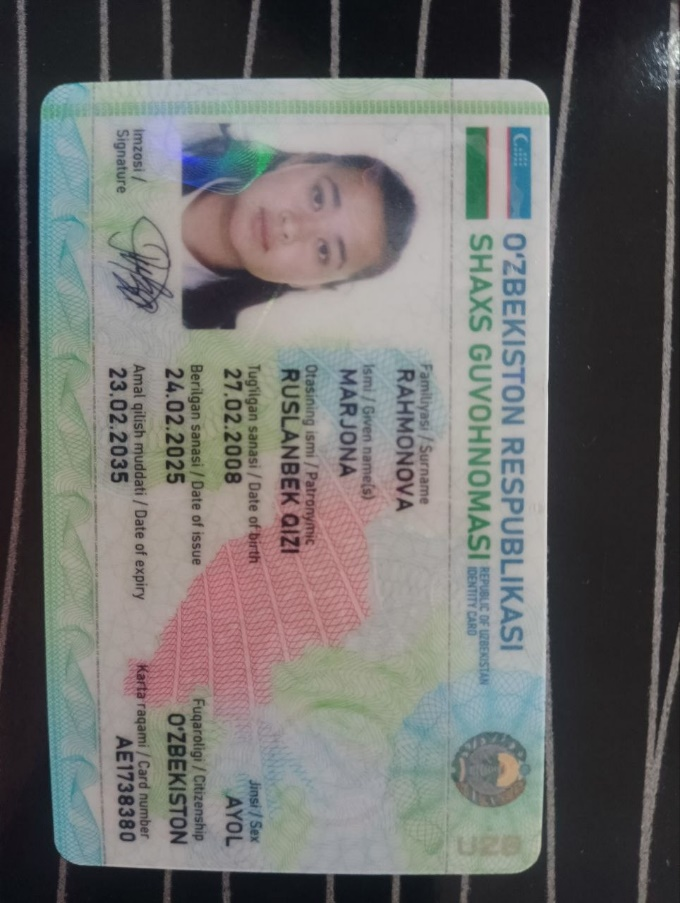 O‘ZBEKISTON RESPUBLIKASI
SHAXS GUVOHNOMASI
REPUBLIC OF UZBEKISTAN
IDENTITY CARD
Familiyasi / Surname
RAHMONOVA
Ismi / Given name(s)
MARJONA
Otasining ismi / Patronymic
RUSLANBEK QIZI
Tug‘ilgan sanasi / Date of birth
27.02.2008
Jinsi / Sex
AYOL
Berilgan sanasi / Date of issue
24.02.2025
Fuqaroligi / Citizenship
O‘ZBEKISTON
Amal qilish muddati / Date of expiry
23.02.2035
Karta raqami / Card number
AE1738380
Imzosi /
Signature
UZB